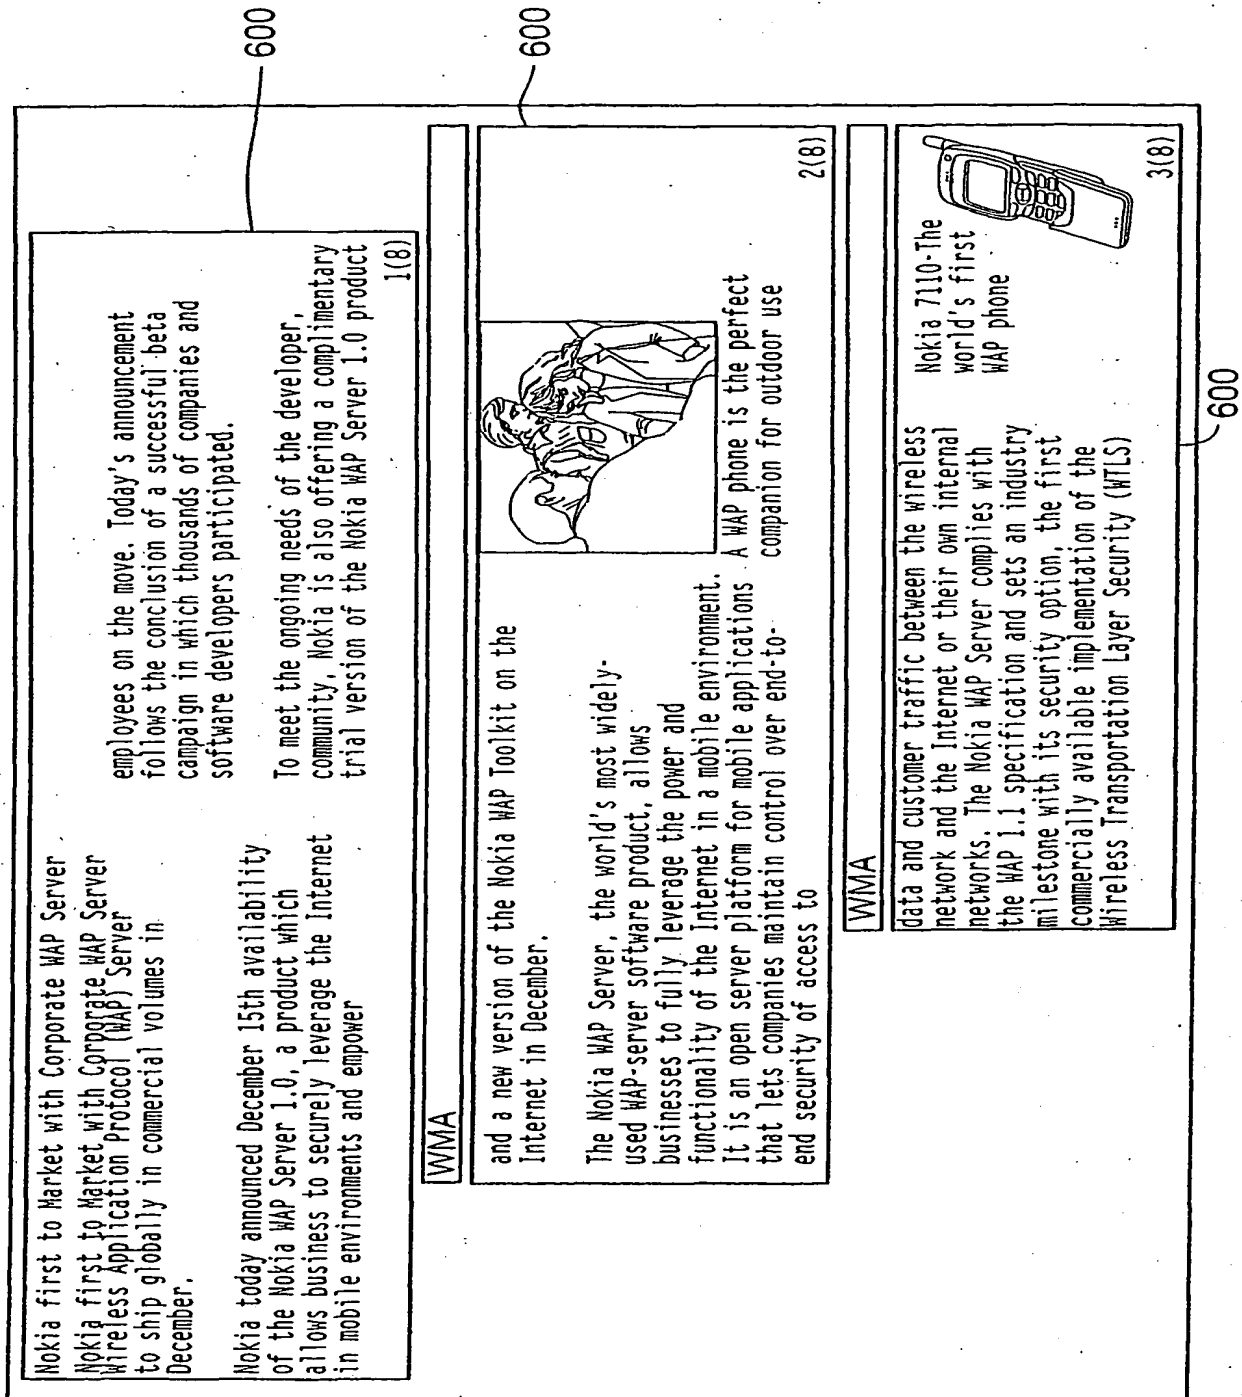 600
Nokia first to Market with Corporate WAP Server
Nokia first to Market with Corporate WAP Server
Wireless Application Protocol (WAP) Server
to ship globally in commercial volumes in
December.
Nokia today announced December 15th availability
of the Nokia WAP Server 1.0, a product which
allows business to securely leverage the Internet
in mobile environments and empower
employees on the move. Today's announcement
follows the conclusion of a successful beta
campaign in which thousands of companies and
software developers participated.
To meet the ongoing needs of the developer,
community, Nokia is also offering a complimentary
trial version of the Nokia WAP Server 1.0 product
1(8)
WMA
600
and a new version of the Nokia WAP Toolkit on the
Internet in December.
The Nokia WAP Server, the world's most widely-
used WAP-server software product, allows
businesses to fully leverage the power and
functionality of the Internet in a mobile environment.
It is an open server platform for mobile applications
that lets companies maintain control over end-to-
end security of access to
A WAP phone is the perfect
companion for outdoor use
2(8)
WMA
data and customer traffic between the wireless
network and the Internet or their own internal
networks. The Nokia WAP Server complies with
the WAP 1.1 specification and sets an industry
milestone with its security option, the first
commercially available implementation of the
Wireless Transportation Layer Security (WTLS)
Nokia 7110-The
world's first
WAP phone
3(8)
600